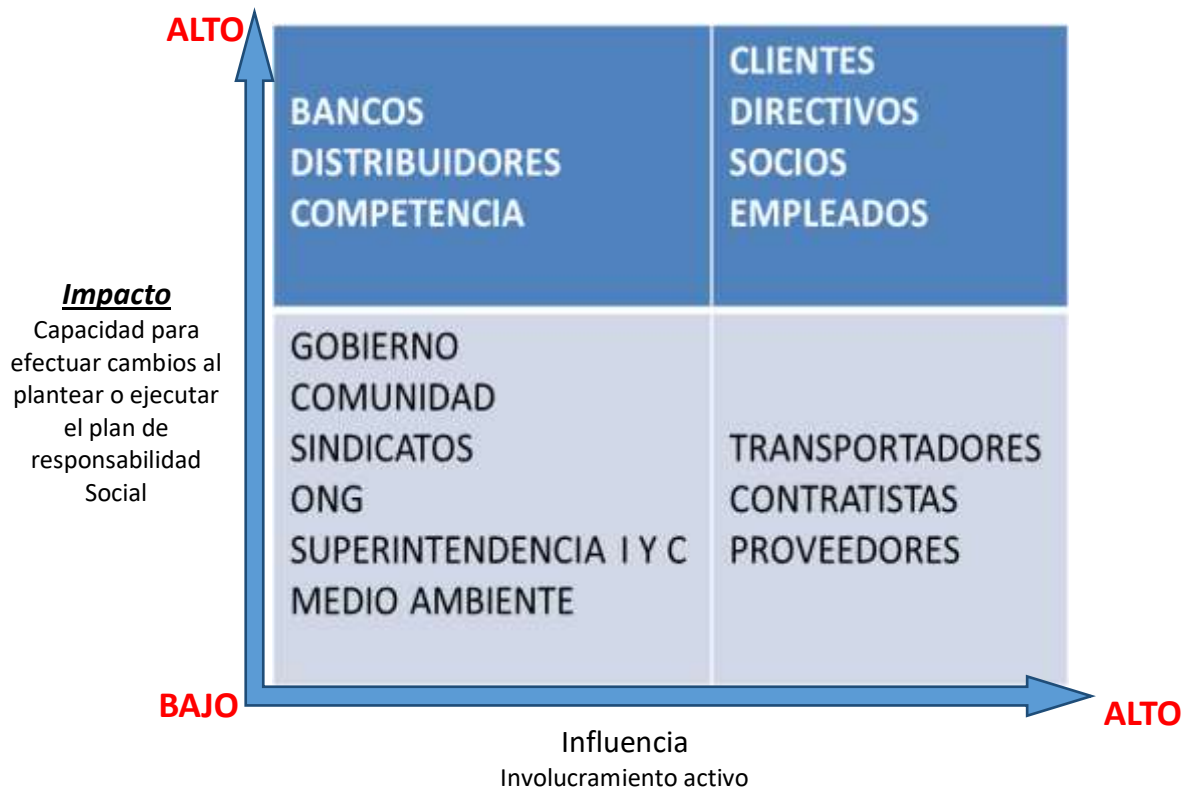 ALTO
BANCOS
DISTRIBUIDORES
COMPETENCIA
CLIENTES
DIRECTIVOS
SOCIOS
EMPLEADOS
Impacto
Capacidad para
efectuar cambios al
plantear o ejecutar
el plan de
responsabilidad
Social
GOBIERNO
COMUNIDAD
SINDICATOS
ONG
SUPERINTENDENCIA I Y C
MEDIO AMBIENTE
TRANSPORTADORES
CONTRATISTAS
PROVEEDORES
BAJO
ALTO
Influencia
Involucramiento activo